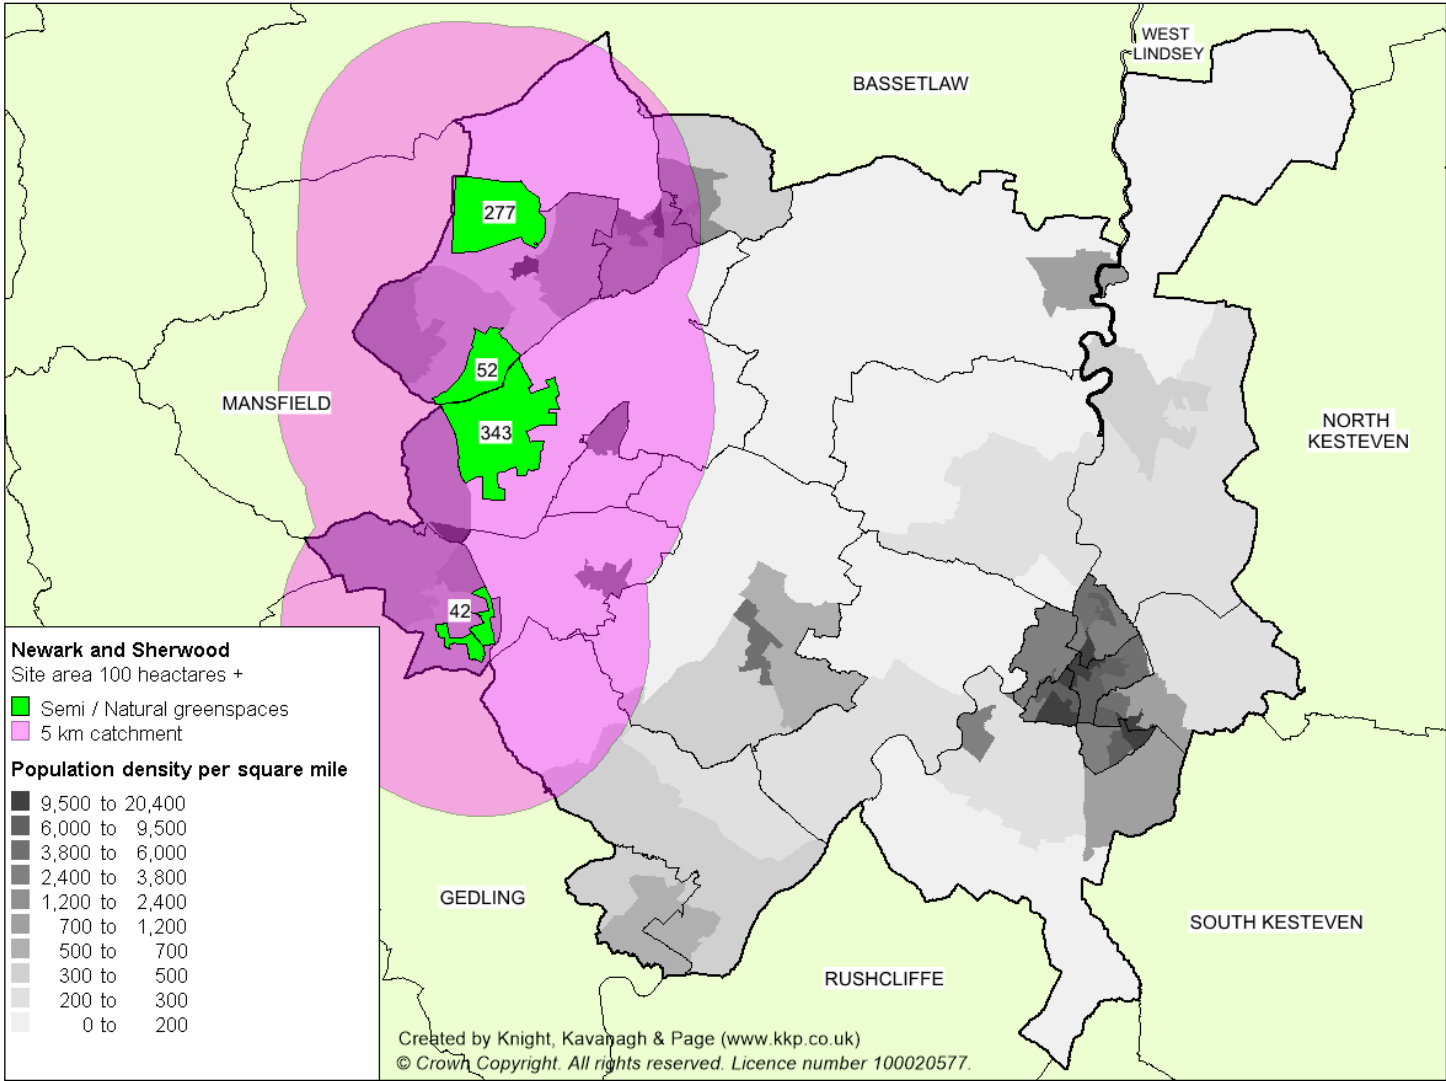 WEST
LINDSEY
BASSETLAW
277
52
MANSFIELD
343
NORTH
KESTEVEN
42
Newark and Sherwood
Site area 100 heactares +
Semi / Natural greenspaces
5 km catchment
Population density per square mile
9,500 to 20,400
6,000 to 9,500
3,800 to 6,000
2,400 to 3,800
1,200 to 2,400
700 to 1,200
500 to 700
300 to 500
200 to 300
0 to 200
GEDLING
SOUTH KESTEVEN
RUSHCLIFFE
Created by Knight, Kavanagh & Page (www.kkp.co.uk)
© Crown Copyright. All rights reserved. Licence number 100020577.